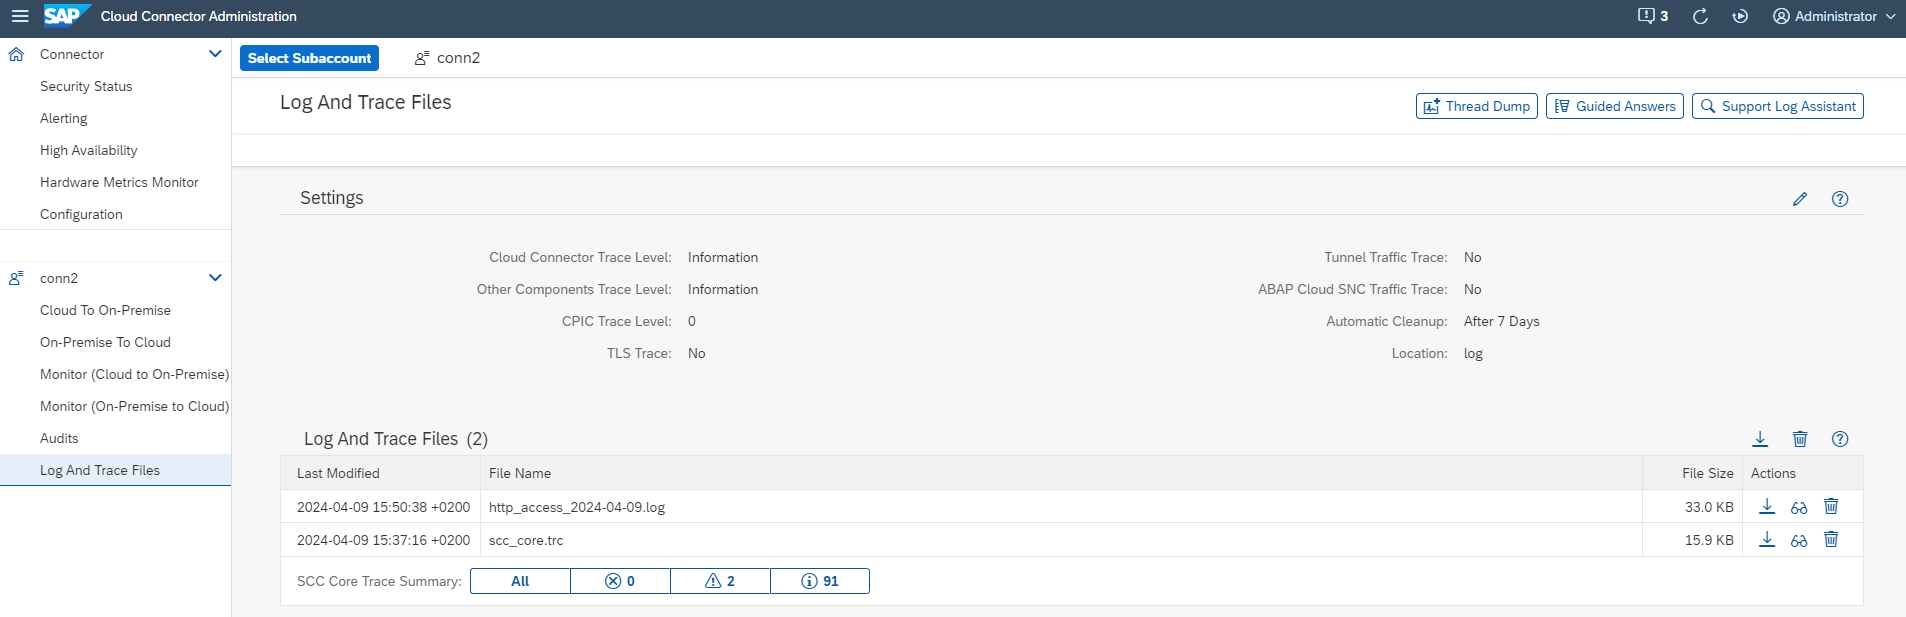 SAP Cloud Connector Administration
3
Administrator
Connector
Security Status
Alerting
High Availability
Hardware Metrics Monitor
Configuration
conn2
Cloud To On-Premise
On-Premise To Cloud
Monitor (Cloud to On-Premise)
Monitor (On-Premise to Cloud)
Audits
Log And Trace Files
Select Subaccount
conn2
Log And Trace Files
Thread Dump
Guided Answers
Support Log Assistant
Settings
Cloud Connector Trace Level: Information
Other Components Trace Level: Information
CPIC Trace Level: 0
TLS Trace: No
Tunnel Traffic Trace: No
ABAP Cloud SNC Traffic Trace: No
Automatic Cleanup: After 7 Days
Location: log
Log And Trace Files (2)
Last Modified File Name File Size Actions
2024-04-09 15:50:38 +0200 http_access_2024-04-09.log 33.0 KB
2024-04-09 15:37:16 +0200 scc_core.trc 15.9 KB
SCC Core Trace Summary: All 0 2 91